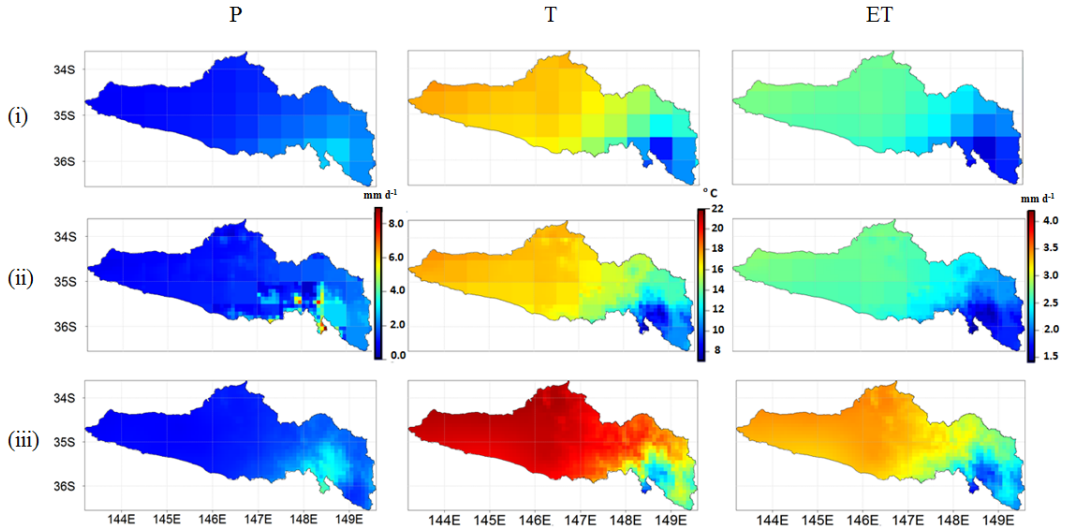 P T ET
(i)
34S
35S
36S
mm d-1
° C
mm d-1
(ii)
34S
35S
36S
8.0
6.0
4.0
2.0
0.0
22
20
18
16
14
12
10
8
4.0
3.5
3.0
2.5
2.0
1.5
(iii)
34S
35S
36S
144E 145E 146E 147E 148E 149E
144E 145E 146E 147E 148E 149E
144E 145E 146E 147E 148E 149E